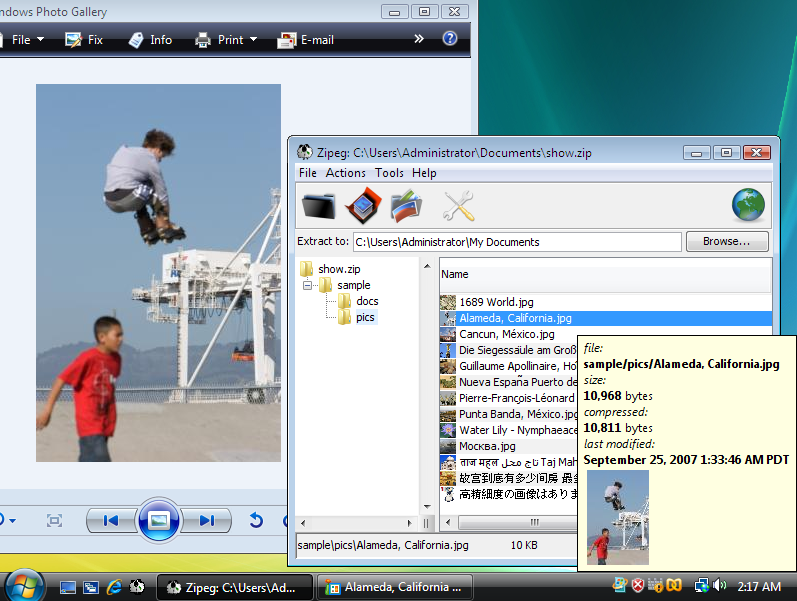 ndows Photo Gallery
File
Fix
Info
Print
E-mail
»
?
Zipeg: C:\Users\Administrator\Documents\show.zip
File Actions Tools Help
Extract to: C:\Users\Administrator\My Documents Browse...
show.zip
sample
docs
pics
Name
1689 World.jpg
Alameda, California.jpg
Cancun, México.jpg
Die Siegessäule am Groß
Guillaume Apollinaire, Ho
Nueva España Puerto de
Pierre-François-Léonard
Punta Banda, México.jpg
Water Lily - Nymphaeace
Москва.jpg
ताज महल تاج محل Taj Mah
故宫到底有多少间房 最多
高精細度の画像はありま
file:
sample/pics/Alameda, California.jpg
size:
10,968 bytes
compressed:
10,811 bytes
last modified:
September 25, 2007 1:33:46 AM PDT
sample\pics\Alameda, California.jpg 10 KB
Zipeg: C:\Users\Ad...
Alameda, California ...
2:17 AM